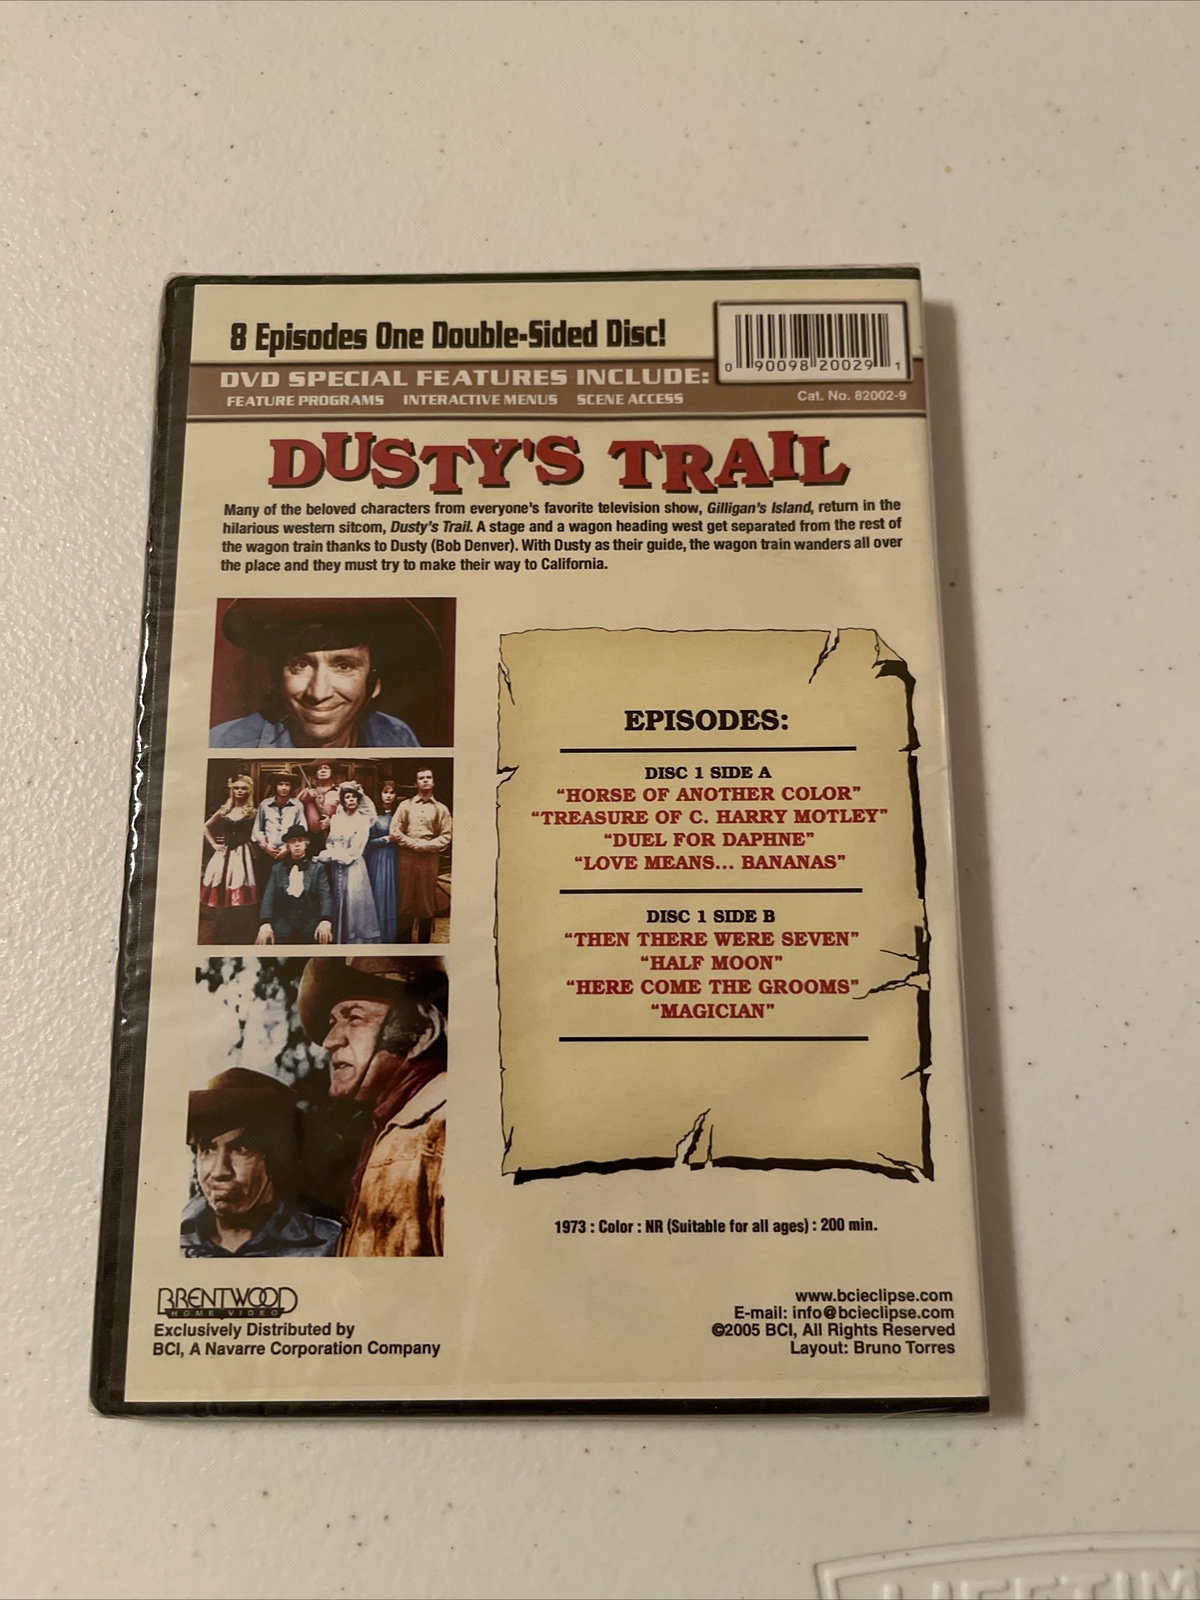 8 Episodes One Double-Sided Disc!
0 90098 20029 1
DVD SPECIAL FEATURES INCLUDE:
FEATURE PROGRAMS INTERACTIVE MENUS SCENE ACCESS
Cat. No. 82002-9
DUSTY'S TRAIL
Many of the beloved characters from everyone's favorite television show, Gilligan's Island, return in the
hilarious western sitcom, Dusty's Trail. A stage and a wagon heading west get separated from the rest of
the wagon train thanks to Dusty (Bob Denver). With Dusty as their guide, the wagon train wanders all over
the place and they must try to make their way to California.
EPISODES:
DISC 1 SIDE A
"HORSE OF ANOTHER COLOR"
"TREASURE OF C. HARRY MOTLEY"
"DUEL FOR DAPHNE"
"LOVE MEANS... BANANAS"
DISC 1 SIDE B
"THEN THERE WERE SEVEN"
"HALF MOON"
"HERE COME THE GROOMS"
"MAGICIAN"
1973 : Color : NR (Suitable for all ages) : 200 min.
BRENTWOOD
HOME VIDEO
Exclusively Distributed by
BCI, A Navarre Corporation Company
www.bcieclipse.com
E-mail: info@bcieclipse.com
©2005 BCI, All Rights Reserved
Layout: Bruno Torres